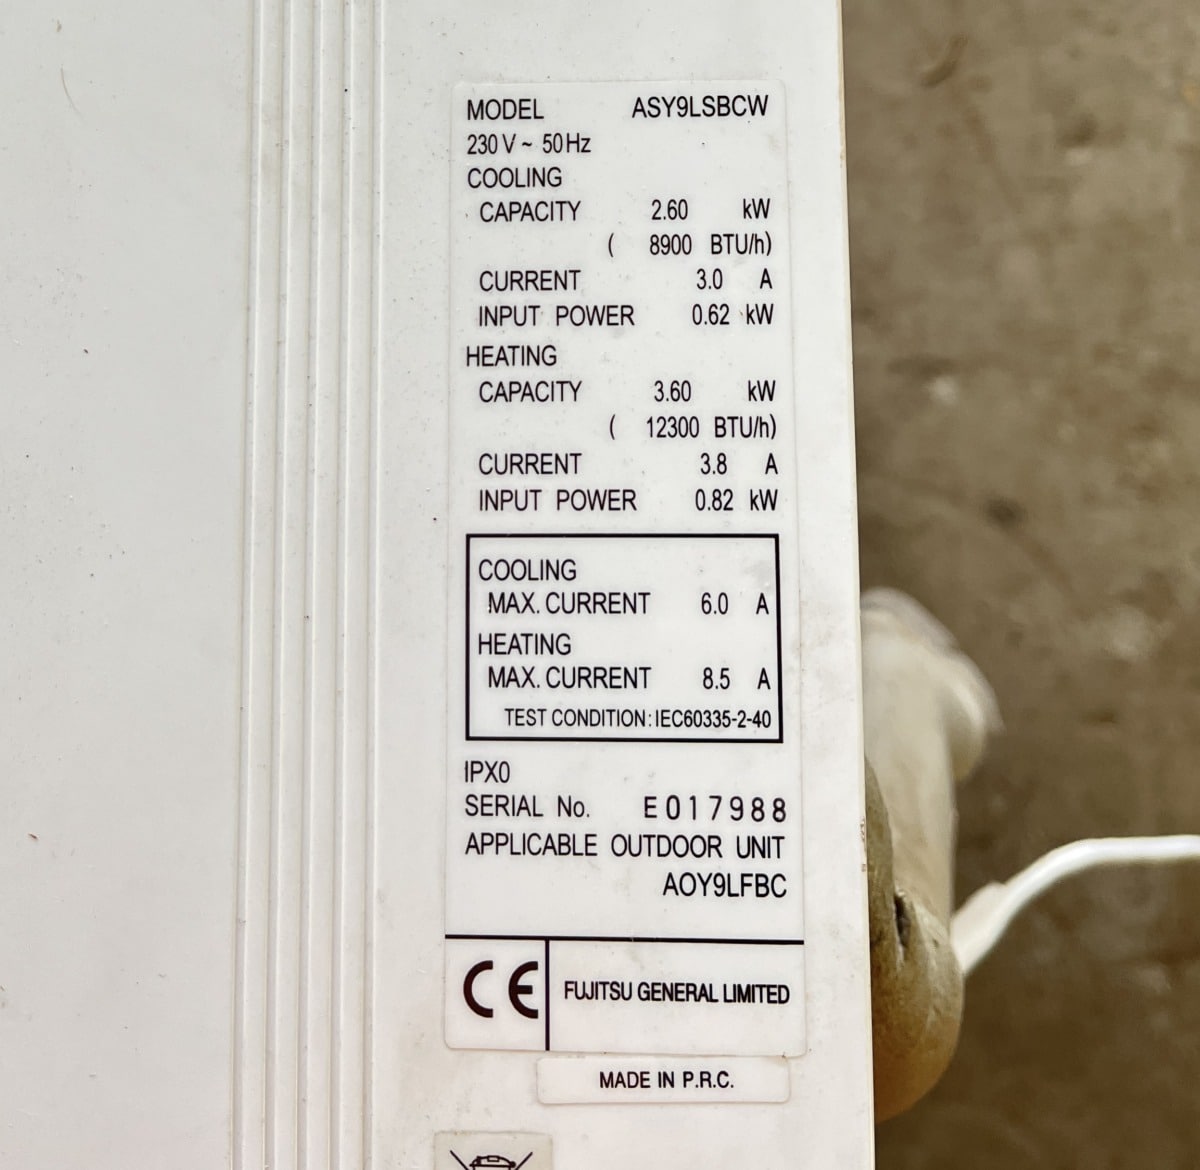 MODEL ASY9LSBCW
230 V ~ 50 Hz
COOLING
CAPACITY 2.60 kW
( 8900 BTU/h)
CURRENT 3.0 A
INPUT POWER 0.62 kW
HEATING
CAPACITY 3.60 kW
( 12300 BTU/h)
CURRENT 3.8 A
INPUT POWER 0.82 kW
COOLING
MAX. CURRENT 6.0 A
HEATING
MAX. CURRENT 8.5 A
TEST CONDITION: IEC60335-2-40
IPX0
SERIAL No. E017988
APPLICABLE OUTDOOR UNIT
AOY9LFBC
CE FUJITSU GENERAL LIMITED
MADE IN P.R.C.